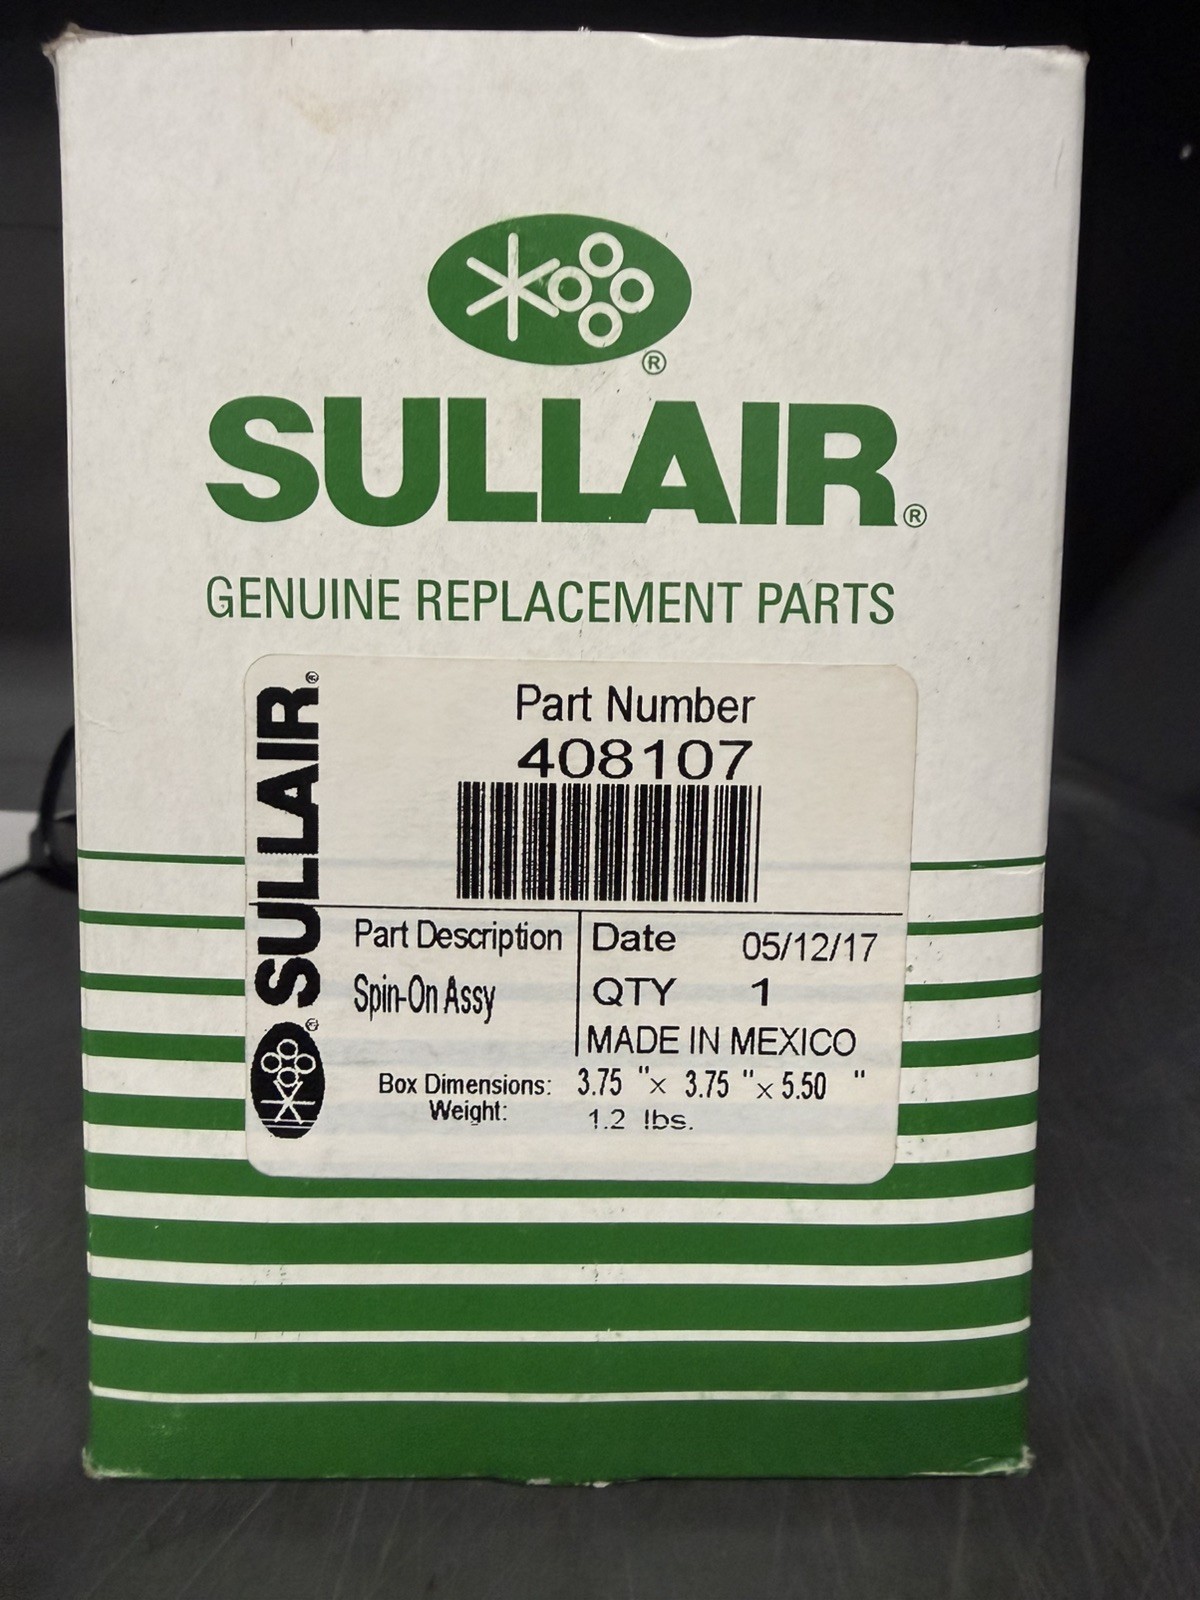 ®
SULLAIR®
GENUINE REPLACEMENT PARTS
SULLAIR®
®
Part Number
408107
Part Description
Spin-On Assy
Date 05/12/17
QTY 1
MADE IN MEXICO
Box Dimensions: 3.75 "x 3.75 "x 5.50 "
Weight: 1.2 lbs.